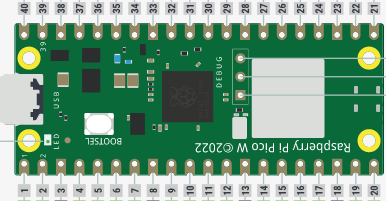 40 39 38 37 36 35 34 33 32 31 30 29 28 27 26 25 24 23 22 21
39
DEBUG
USB
LED
BOOTSEL
Raspberry Pi Pico W ©2022
1
2
1 2 3 4 5 6 7 8 9 10 11 12 13 14 15 16 17 18 19 20